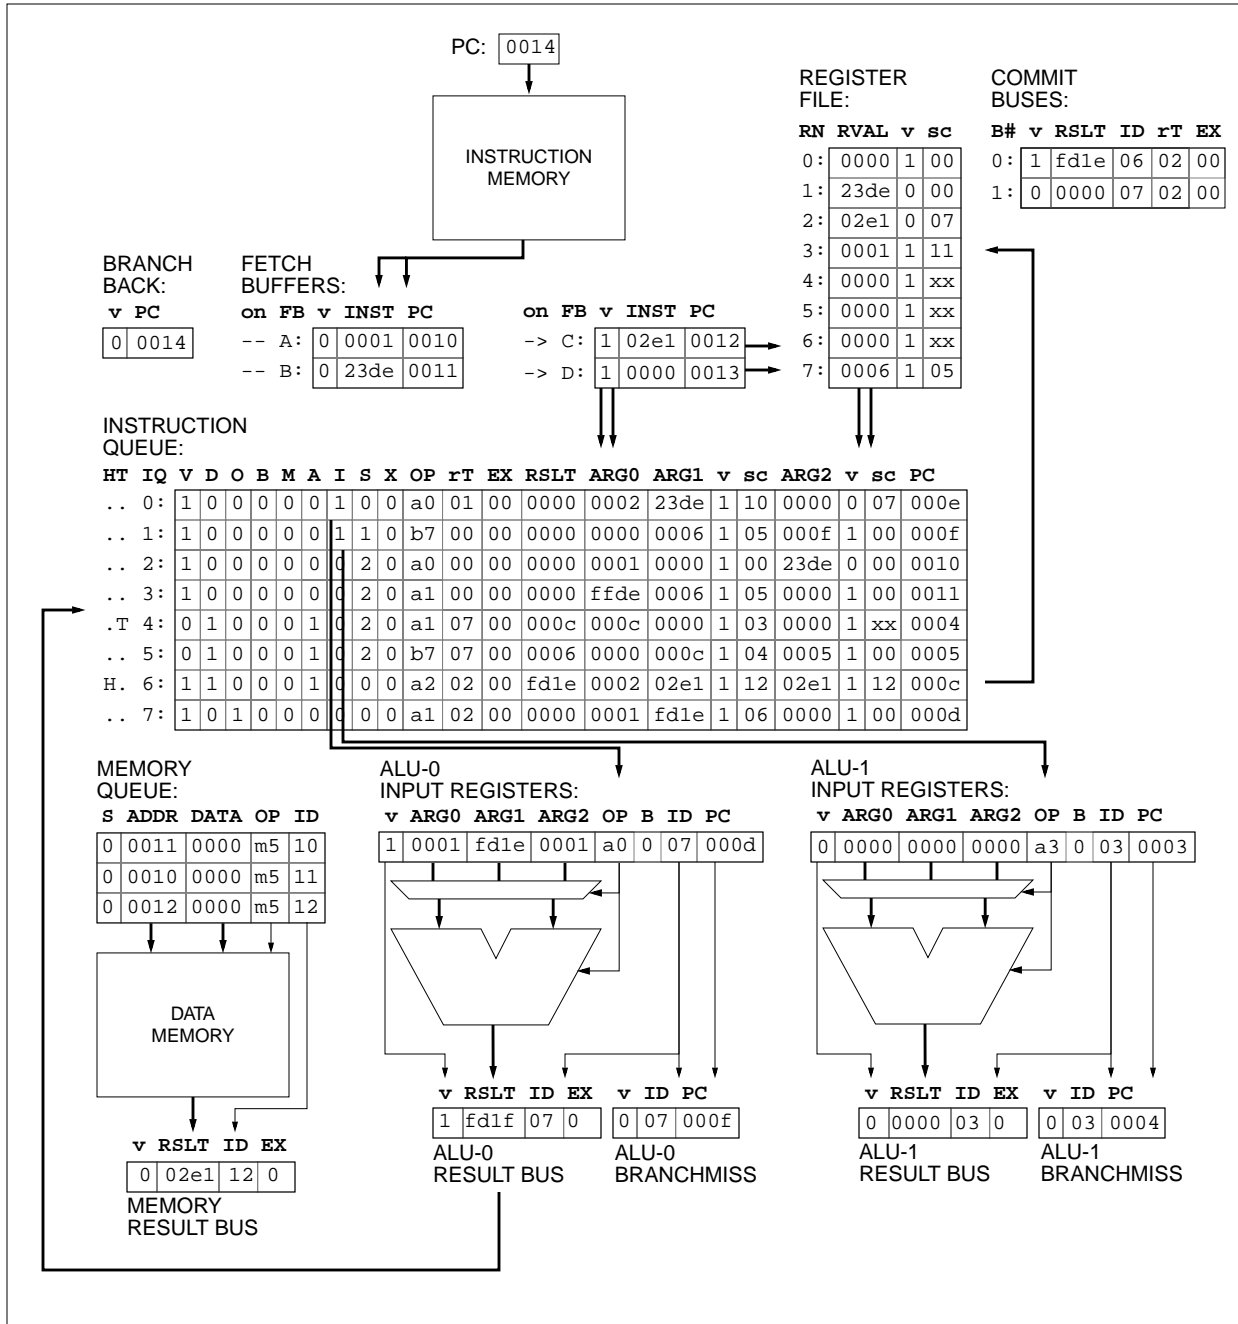 PC: 0014
REGISTER FILE:
COMMIT BUSES:
RN RVAL v sc
B# v RSLT ID rT EX
0: 0000 1 00
0: 1 fd1e 06 02 00
INSTRUCTION MEMORY
1: 23de 0 00
1: 0 0000 07 02 00
2: 02e1 0 07
3: 0001 1 11
4: 0000 1 xx
5: 0000 1 xx
6: 0000 1 xx
7: 0006 1 05
BRANCH BACK:
v PC
0 0014
FETCH BUFFERS:
on FB v INST PC
-- A: 0 0001 0010
-- B: 0 23de 0011
on FB v INST PC
-> C: 1 02e1 0012
-> D: 1 0000 0013
INSTRUCTION QUEUE:
HT IQ V D O B M A I S X OP rT EX RSLT ARG0 ARG1 v sc ARG2 v sc PC
.. 0: 1 0 0 0 0 0 1 0 0 a0 01 00 0000 0002 23de 1 10 0000 0 07 000e
.. 1: 1 0 0 0 0 0 1 1 0 b7 00 00 0000 0000 0006 1 05 000f 1 00 000f
.. 2: 1 0 0 0 0 0 0 2 0 a0 00 00 0000 0001 0000 1 00 23de 0 00 0010
.. 3: 1 0 0 0 0 0 0 2 0 a1 00 00 0000 ffde 0006 1 05 0000 1 00 0011
.T 4: 0 1 0 0 0 1 0 2 0 a1 07 00 000c 000c 0000 1 03 0000 1 xx 0004
.. 5: 0 1 0 0 0 1 0 2 0 b7 07 00 0006 0000 000c 1 04 0005 1 00 0005
H. 6: 1 1 0 0 0 1 0 0 0 a2 02 00 fd1e 0002 02e1 1 12 02e1 1 12 000c
.. 7: 1 0 1 0 0 0 0 0 0 a1 02 00 0000 0001 fd1e 1 06 0000 1 00 000d
MEMORY QUEUE:
S ADDR DATA OP ID
0 0011 0000 m5 10
0 0010 0000 m5 11
0 0012 0000 m5 12
DATA MEMORY
v RSLT ID EX
0 02e1 12 0
MEMORY RESULT BUS
ALU-0
INPUT REGISTERS:
v ARG0 ARG1 ARG2 OP B ID PC
1 0001 fd1e 0001 a0 0 07 000d
v RSLT ID EX
1 fd1f 07 0
ALU-0
RESULT BUS
v ID PC
0 07 000f
ALU-0
BRANCHMISS
ALU-1
INPUT REGISTERS:
v ARG0 ARG1 ARG2 OP B ID PC
0 0000 0000 0000 a3 0 03 0003
v RSLT ID EX
0 0000 03 0
ALU-1
RESULT BUS
v ID PC
0 03 0004
ALU-1
BRANCHMISS